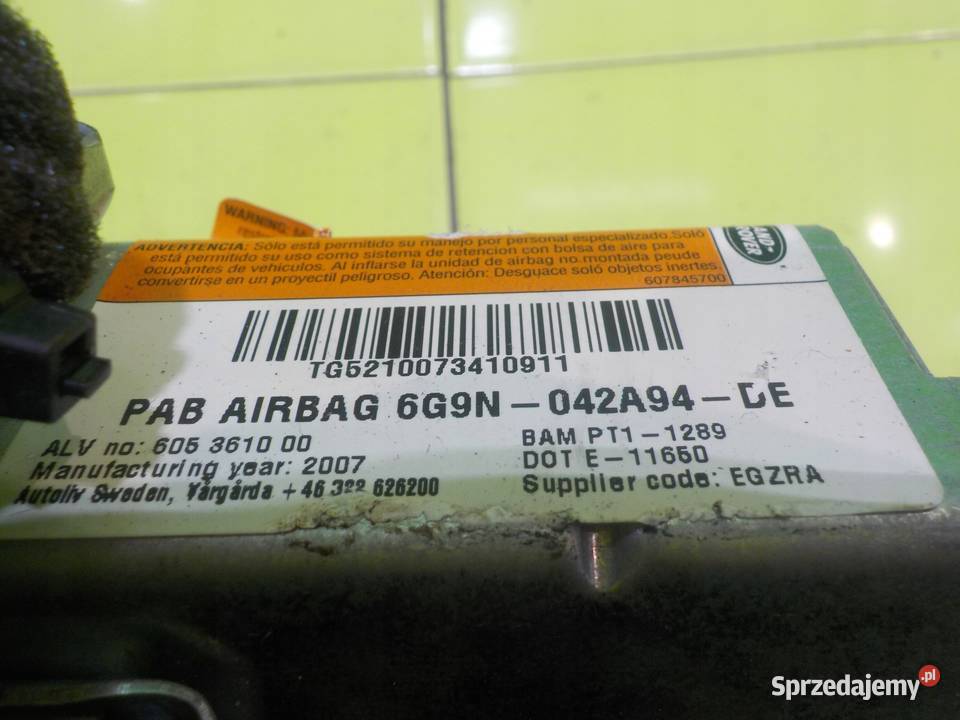 WARNING:
ADVERTENCIA: Sólo está permitido su manejo por personal especializado.Soló
está permitido su uso como sistema de retención con bolsa de aire para
ocupantes de vehículos. Al inflarse la unidad de airbag no montada peude
convertirse en un proyectil peligroso. Atención: Desguace soló objetos inertes.
607845700
LAND-
ROVER
TG5210073410911
PAB AIRBAG 6G9N-042A94-DE
ALV no: 605 3610 00
Manufacturing year: 2007
Autoliv Sweden, Vårgårda +46 322 626200
BAM PT1-1289
DOT E-11650
Supplier code: EGZRA
Sprzedajemy.pl